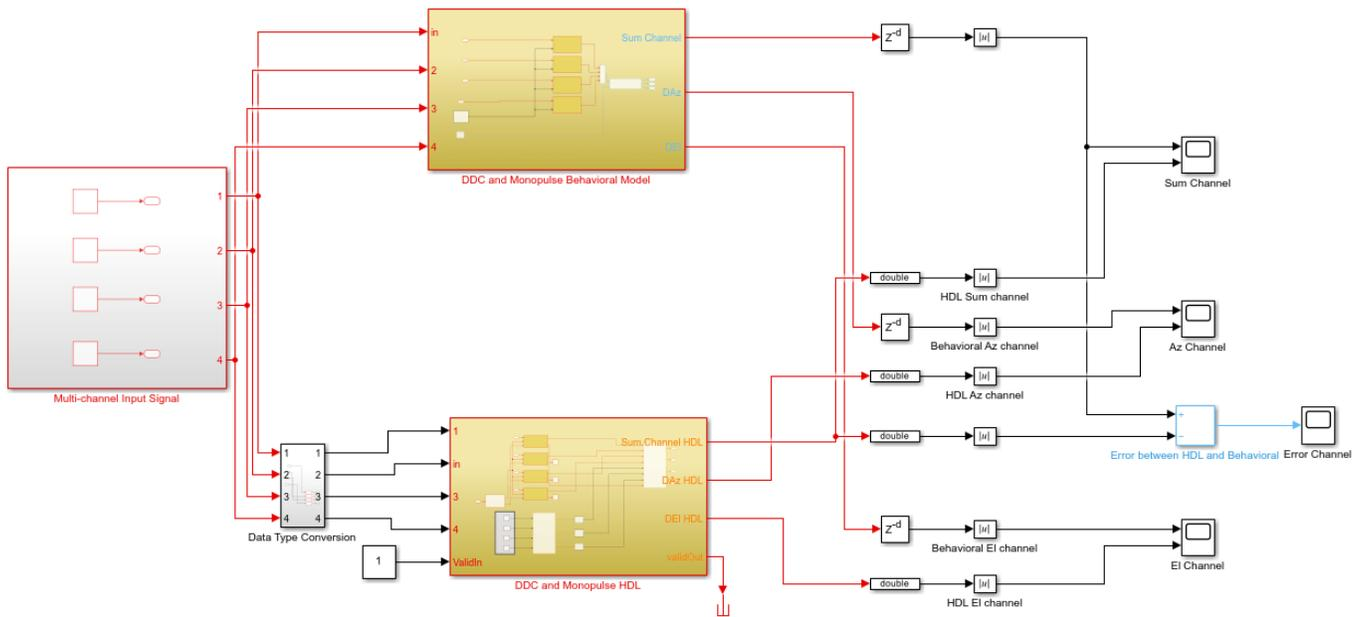 in
2
3
4
Sum Channel
DAz
DEl
DDC and Monopulse Behavioral Model
z-d
|u|
Sum Channel
1
2
3
4
Multi-channel Input Signal
double
|u|
HDL Sum channel
z-d
|u|
Behavioral Az channel
Az Channel
double
|u|
HDL Az channel
double
|u|
+
−
Error between HDL and Behavioral
Error Channel
1 1
2 2
3 3
4 4
Data Type Conversion
1
1
in
3
4
ValidIn
Sum Channel HDL
DAz HDL
DEl HDL
validOut
DDC and Monopulse HDL
z-d
|u|
Behavioral El channel
El Channel
double
|u|
HDL El channel